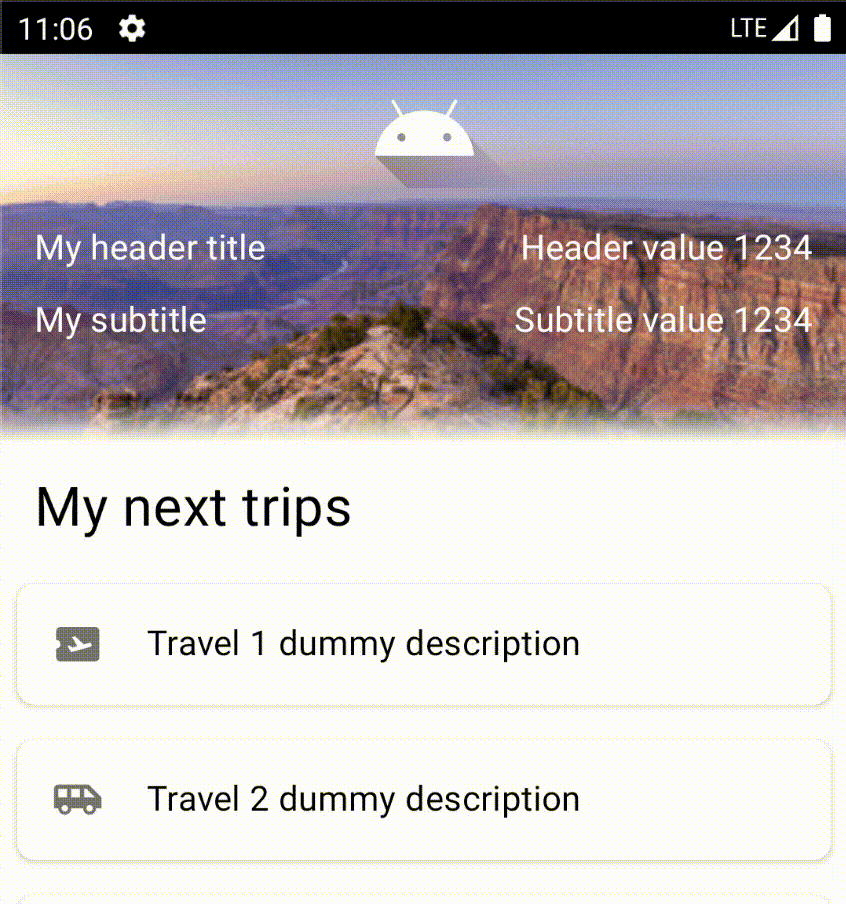 11:06 LTE
My header title Header value 1234
My subtitle Subtitle value 1234
My next trips
Travel 1 dummy description
Travel 2 dummy description